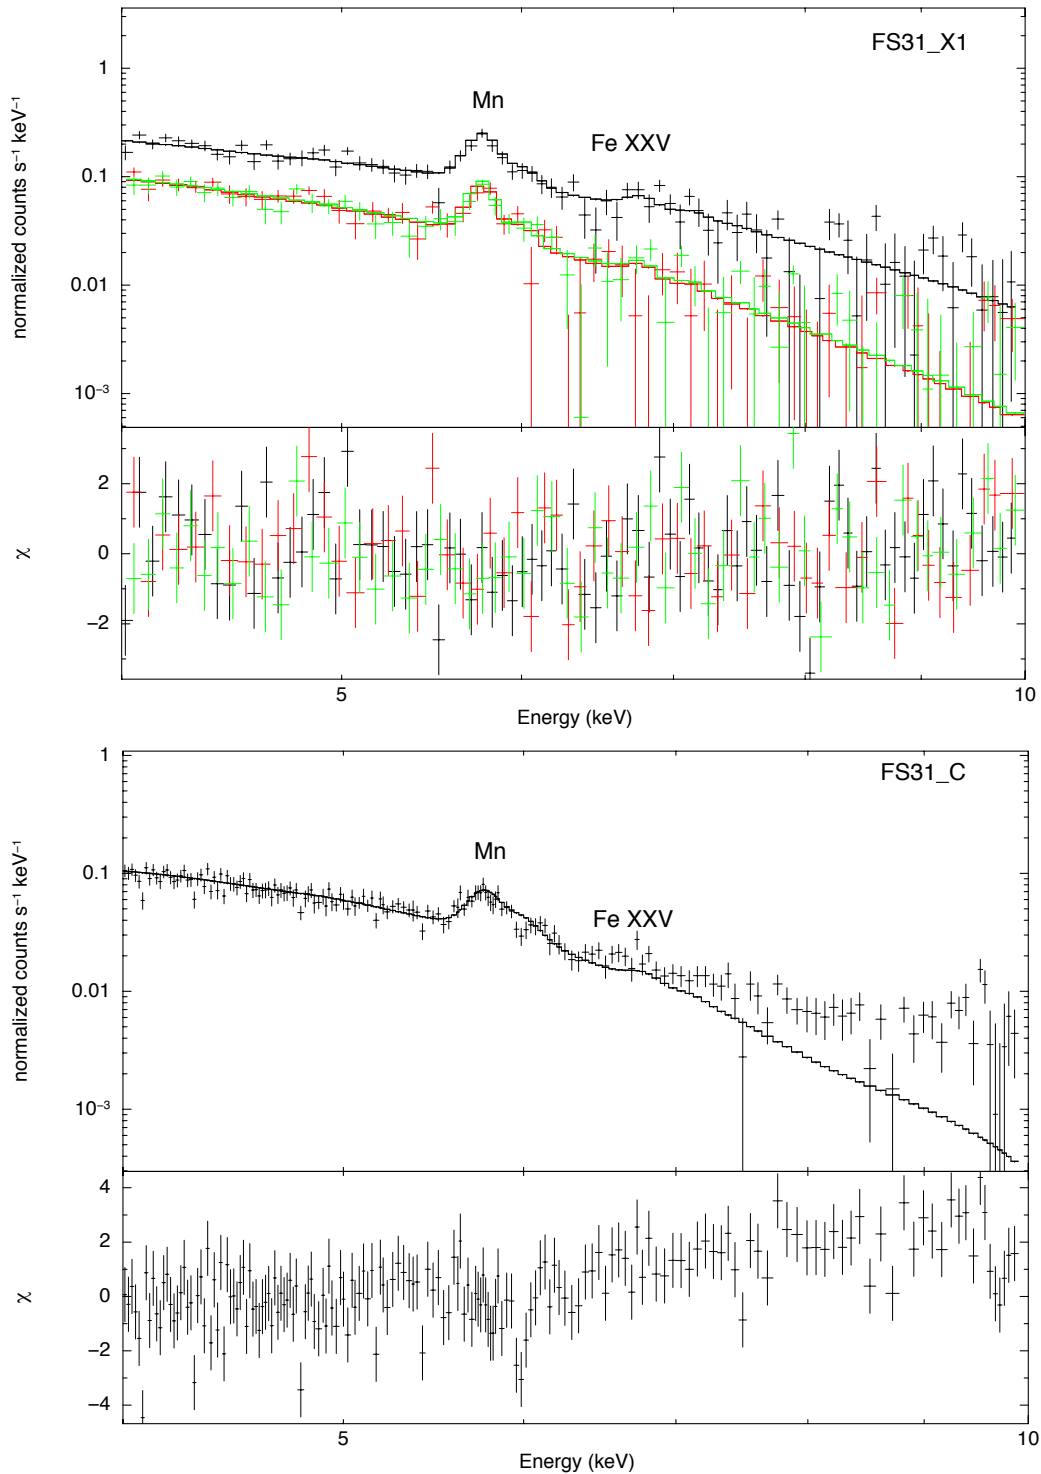 FS31_X1
1
Mn
Fe XXV
0.1
0.01
10⁻³
normalized counts s⁻¹ keV⁻¹
2
0
−2
χ
5
10
Energy (keV)
1
FS31_C
Mn
0.1
Fe XXV
0.01
10⁻³
normalized counts s⁻¹ keV⁻¹
4
2
0
−2
−4
χ
5
10
Energy (keV)